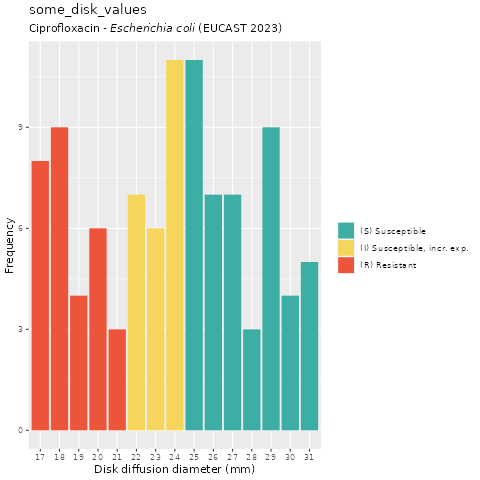 some_disk_values
Ciprofloxacin - Escherichia coli (EUCAST 2023)
Frequency
9
6
3
0
17 18 19 20 21 22 23 24 25 26 27 28 29 30 31
Disk diffusion diameter (mm)
(S) Susceptible
(I) Susceptible, incr. exp.
(R) Resistant